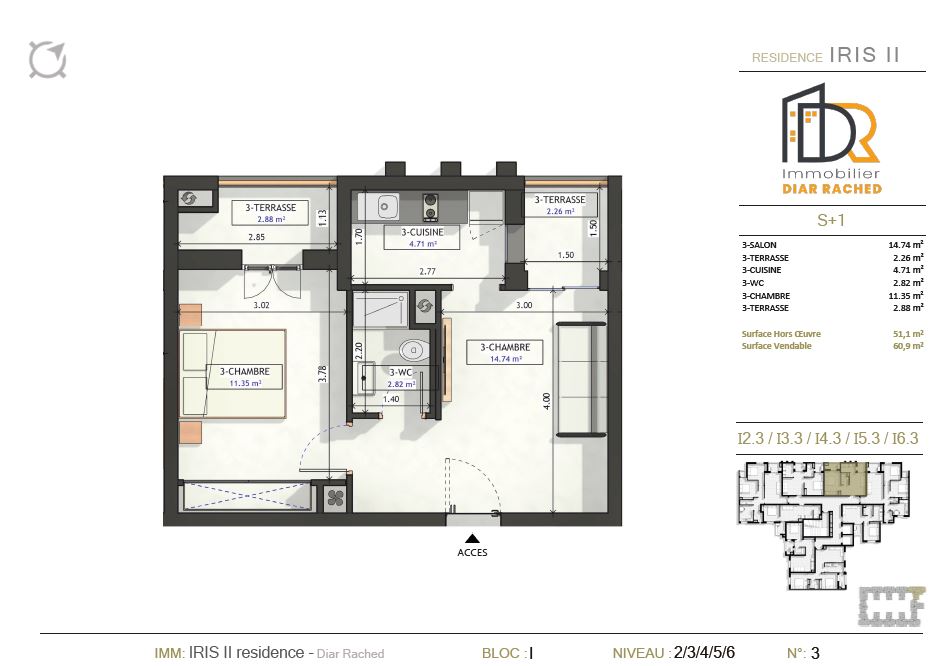 RESIDENCE IRIS II
DR
Immobilier
DIAR RACHED
S+1
3-SALON 14.74 m²
3-TERRASSE 2.26 m²
3-CUISINE 4.71 m²
3-WC 2.82 m²
3-CHAMBRE 11.35 m²
3-TERRASSE 2.88 m²
Surface Hors Œuvre 51,1 m²
Surface Vendable 60,9 m²
I2.3 / I3.3 / I4.3 / I5.3 / I6.3
3-TERRASSE
2.88 m²
1.13
2.85
3-CUISINE
4.71 m²
1.70
2.77
3-TERRASSE
2.26 m²
1.50
1.50
3.02
3-CHAMBRE
11.35 m²
3.78
2.20
3-WC
2.82 m²
1.40
3.00
3-CHAMBRE
14.74 m²
4.00
ACCES
IMM: IRIS II residence - Diar Rached
BLOC : I
NIVEAU : 2/3/4/5/6
N°: 3